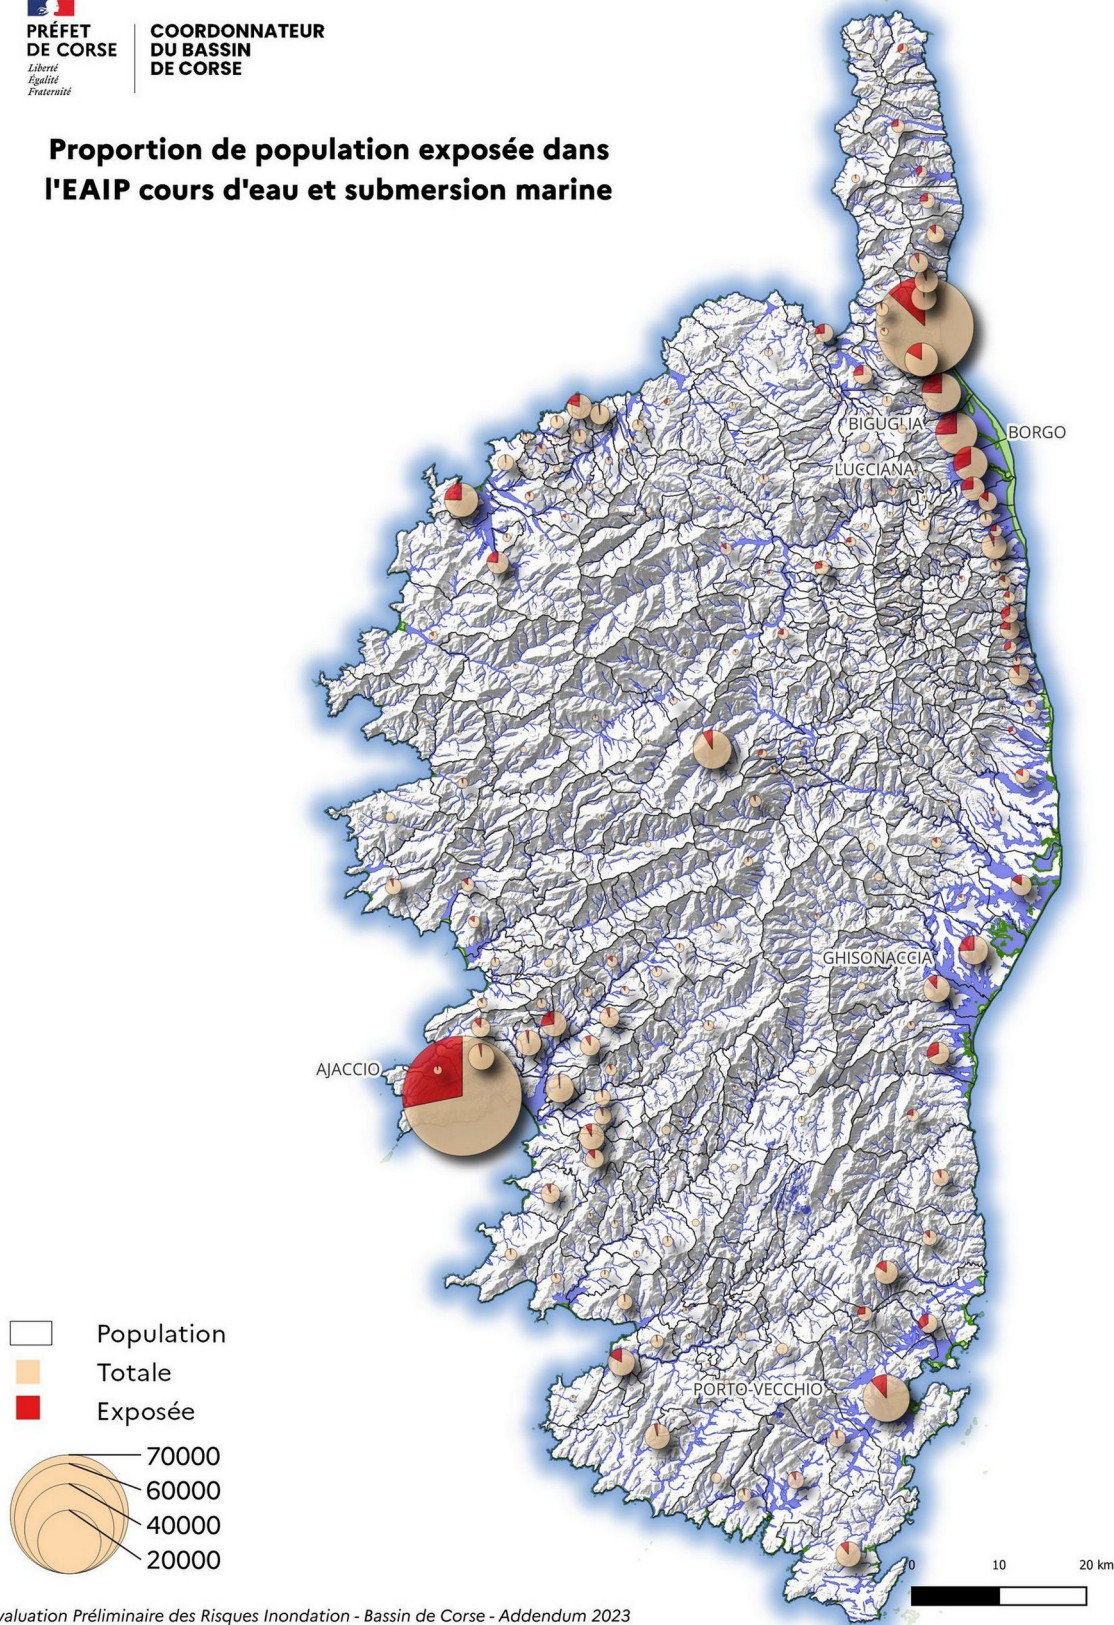 PRÉFET
DE CORSE
Liberté
Égalité
Fraternité
COORDONNATEUR
DU BASSIN
DE CORSE
Proportion de population exposée dans
l'EAIP cours d'eau et submersion marine
BIGUGLIA
BORGO
LUCCIANA
GHISONACCIA
AJACCIO
PORTO-VECCHIO
Population
Totale
Exposée
70000
60000
40000
20000
0 10 20 km
valuation Préliminaire des Risques Inondation - Bassin de Corse - Addendum 2023